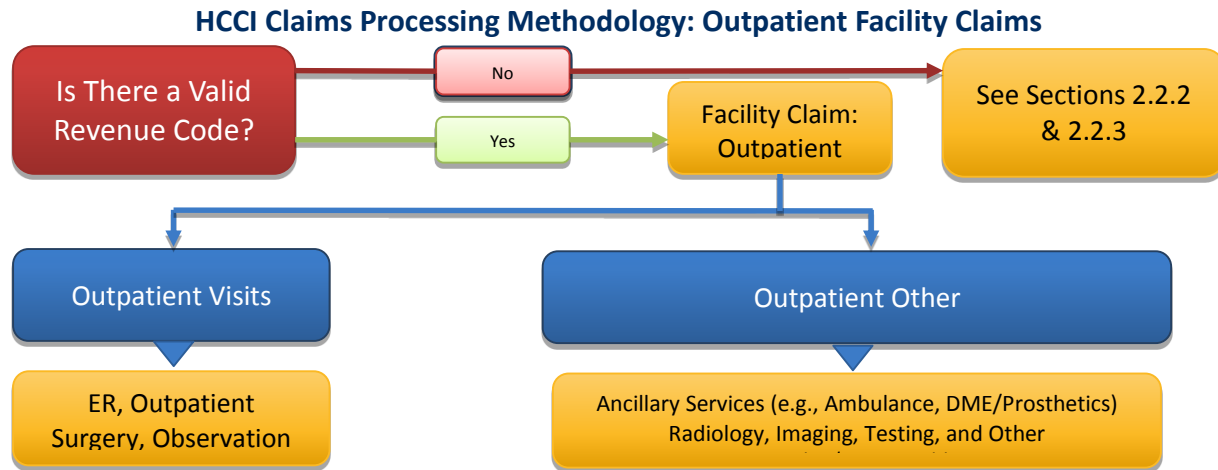 HCCI Claims Processing Methodology: Outpatient Facility Claims
Is There a Valid
Revenue Code?
No
Yes
Facility Claim:
Outpatient
See Sections 2.2.2
& 2.2.3
Outpatient Visits
Outpatient Other
ER, Outpatient
Surgery, Observation
Ancillary Services (e.g., Ambulance, DME/Prosthetics)
Radiology, Imaging, Testing, and Other